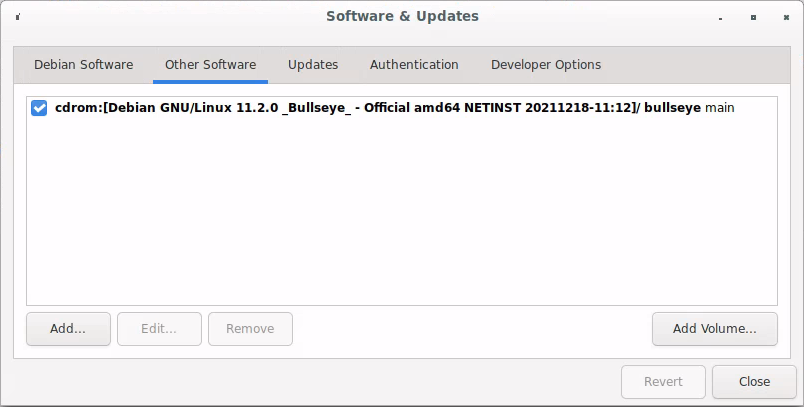 Software & Updates
Debian Software Other Software Updates Authentication Developer Options
cdrom:[Debian GNU/Linux 11.2.0 _Bullseye_ - Official amd64 NETINST 20211218-11:12]/ bullseye main
Add... Edit... Remove Add Volume...
Revert Close